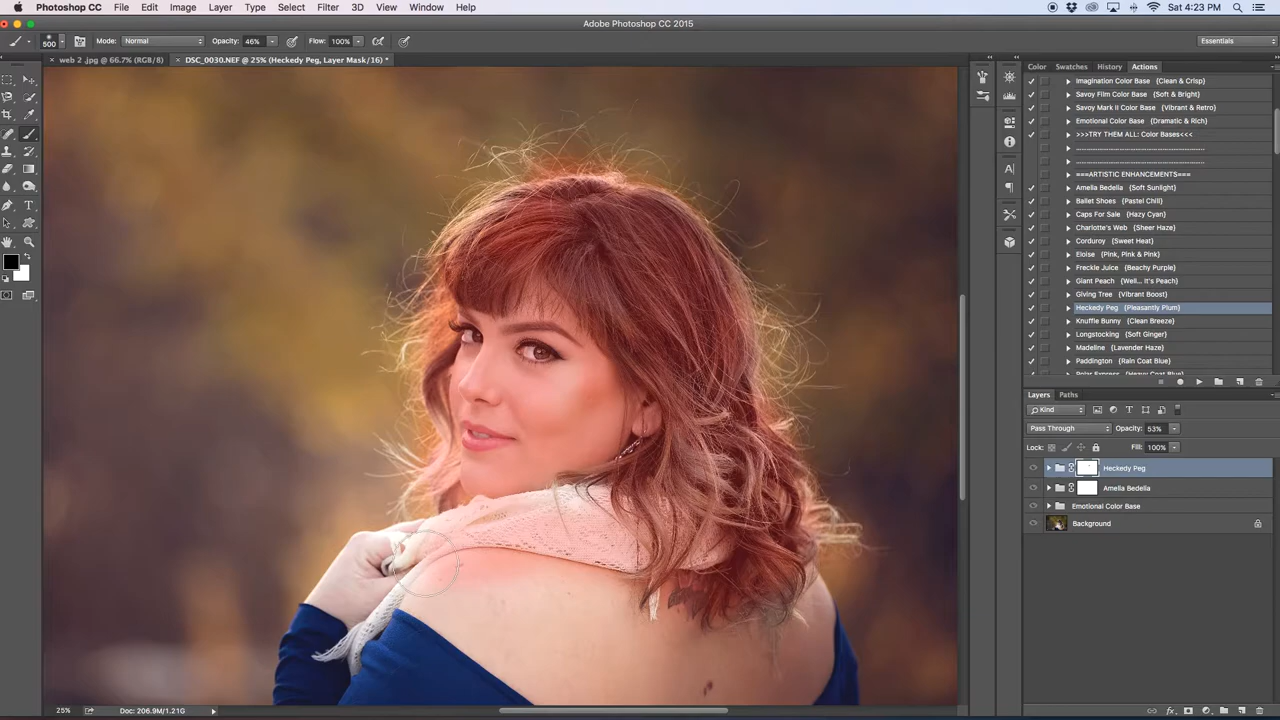 Photoshop CC File Edit Image Layer Type Select Filter 3D View Window Help Sat 4:23 PM
Adobe Photoshop CC 2015
500 Mode: Normal Opacity: 46% Flow: 100% Essentials
web 2 .jpg @ 66.7% (RGB/8) DSC_0030.NEF @ 25% (Heckedy Peg, Layer Mask/16) *
Color Swatches History Actions
Imagination Color Base {Clean & Crisp}
Savoy Film Color Base {Soft & Bright}
Savoy Mark II Color Base {Vibrant & Retro}
Emotional Color Base {Dramatic & Rich}
>>>TRY THEM ALL: Color Bases<<<
===ARTISTIC ENHANCEMENTS===
Amelia Bedelia {Soft Sunlight}
Ballet Shoes {Pastel Crush}
Caps For Sale {Hazy Cyan}
Charlotte's Web {Sheer Haze}
Corduroy {Sweet Heat}
Eloise {Pink, Pink & Pink}
Freckle Juice {Beachy Purple}
Giant Peach {Well... It's Peach}
Giving Tree {Vibrant Boost}
Heckedy Peg {Pleasantly Plum}
Knuffle Bunny {Clean Breeze}
Longstocking {Soft Ginger}
Madeline {Lavender Haze}
Paddington {Rain Coat Blue}
Polar Express {Heavy Coal}
Layers Paths
Kind
Pass Through Opacity: 53%
Lock: Fill: 100%
Heckedy Peg
Amelia Bedelia
Emotional Color Base
Background
25% Doc: 206.9M/1.21G